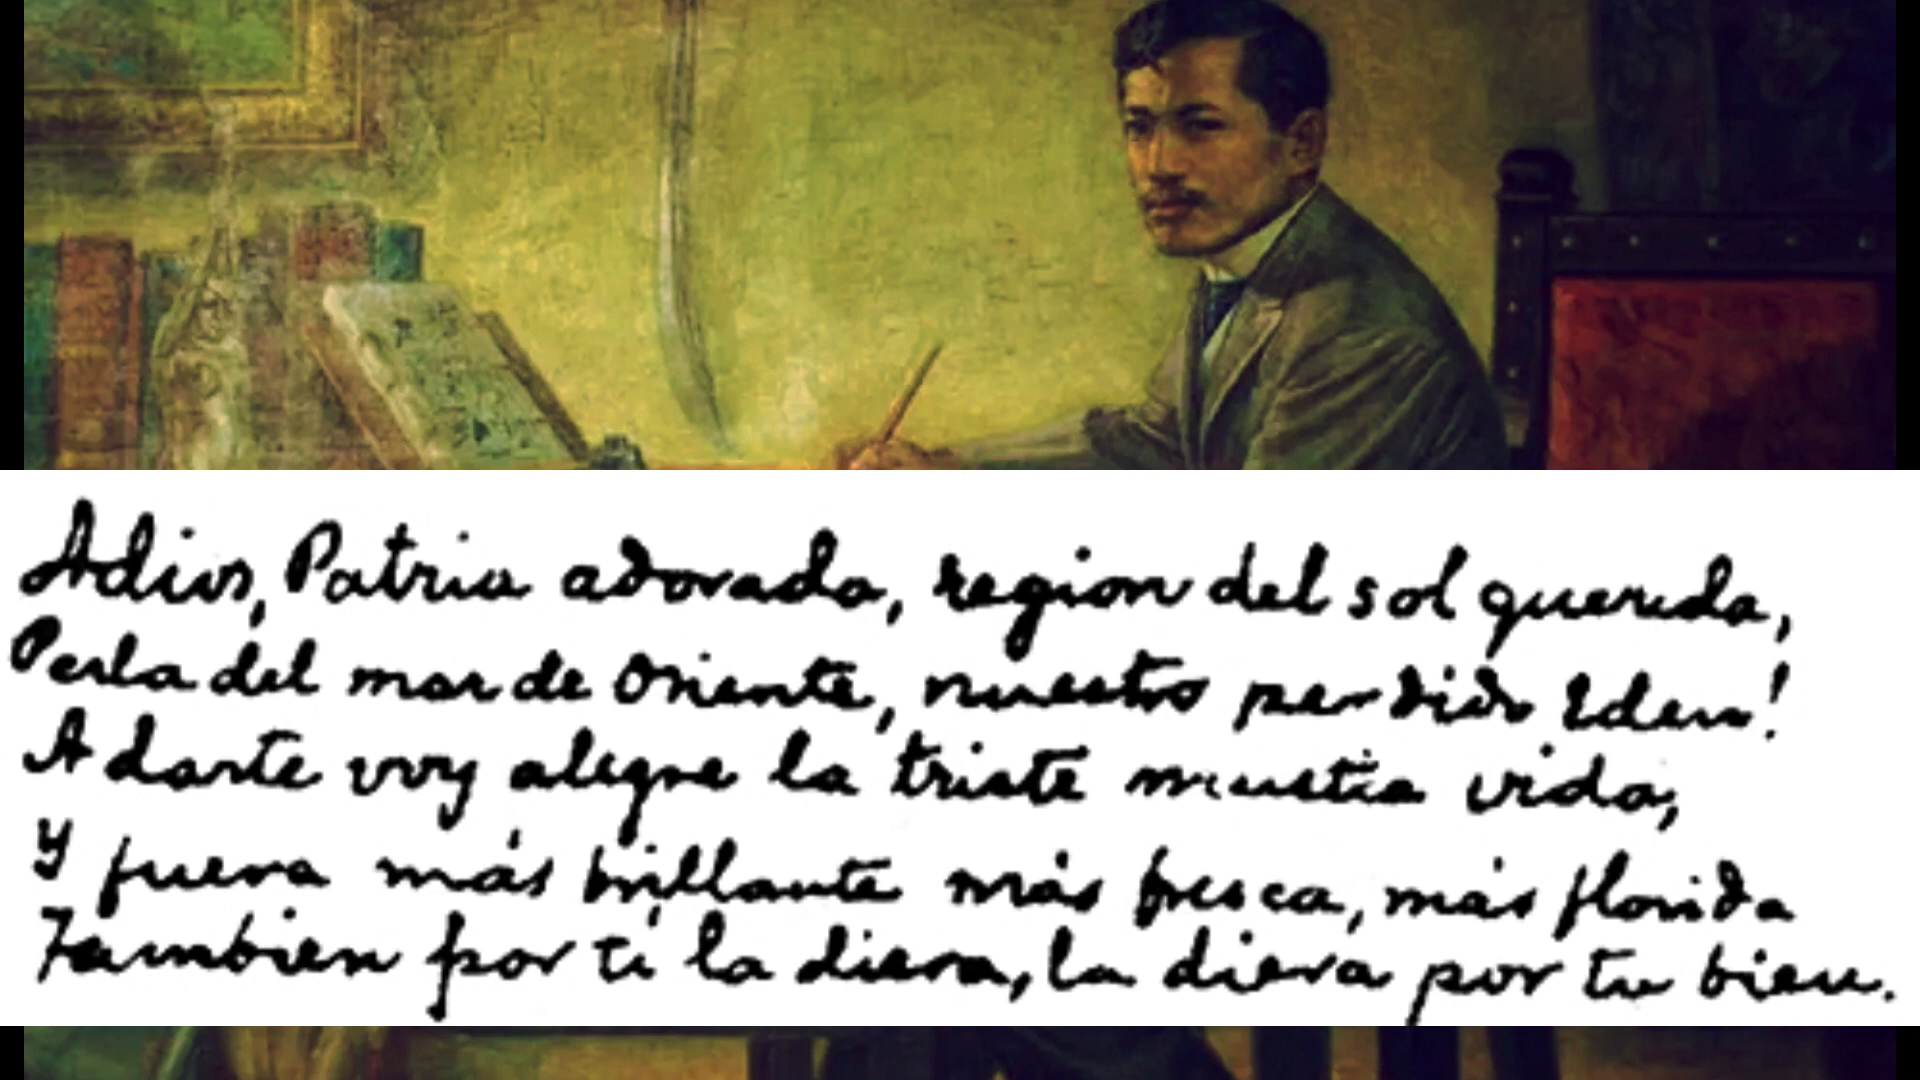 Adios, Patria adorada, region del sol querida,
Perla del mar de Oriente, nuestro perdido Eden!
A darte voy alegre la triste mustia vida,
Y fuera más brillante más fresca, más florida
Tambien por ti la diera, la diera por tu bien.